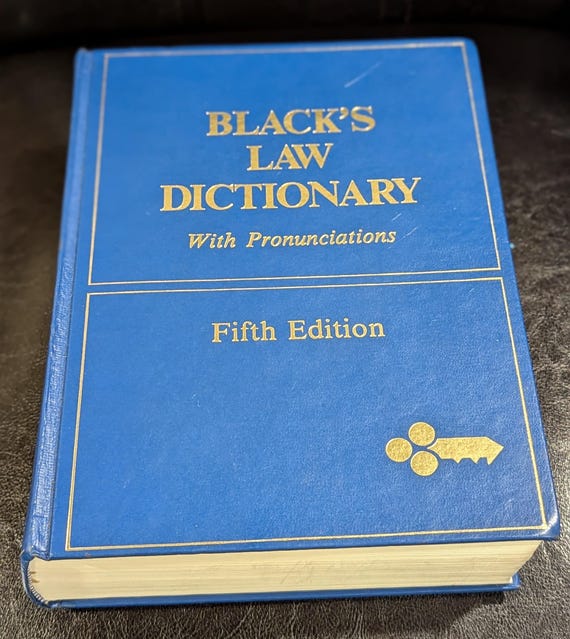 BLACK'S
LAW
DICTIONARY
With Pronunciations
Fifth Edition